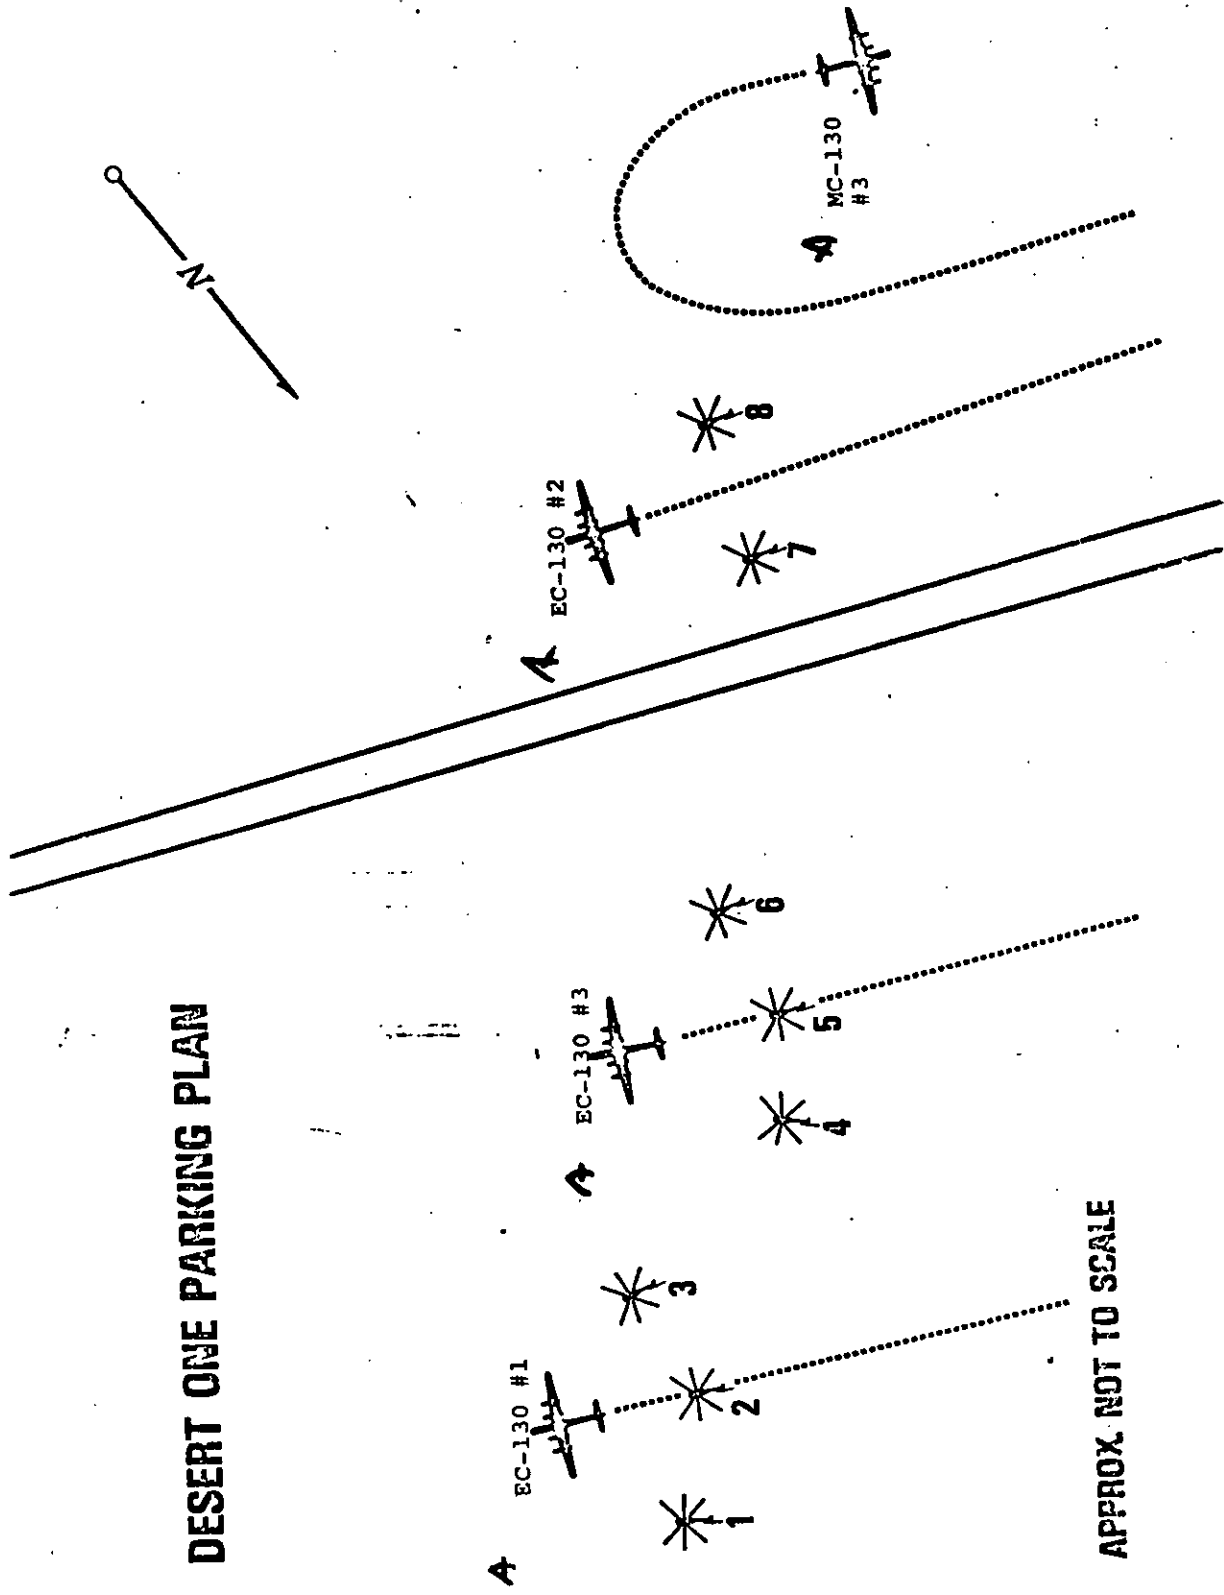 DESERT ONE PARKING PLAN
N
EC-130 #1
EC-130 #3
EC-130 #2
MC-130
#3
1
2
3
4
5
6
7
8
APPROX. NOT TO SCALE